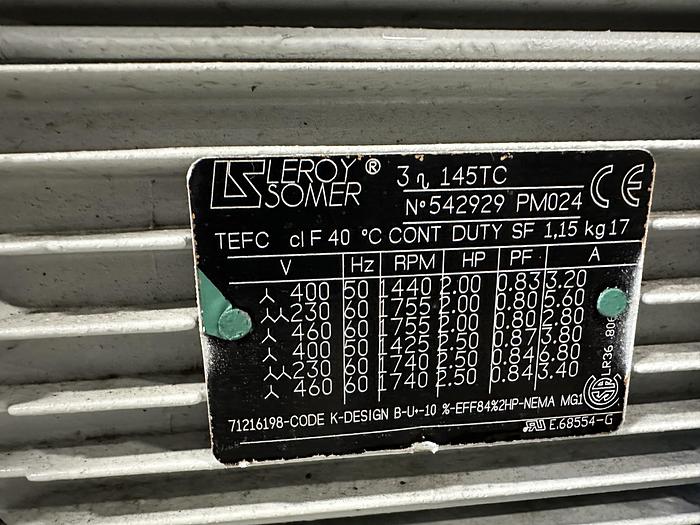 LEROY® 3 ~ 145TC
SOMER N° 542929 PM024 CE
TEFC cl F 40 °C CONT DUTY SF 1,15 kg 17
V Hz RPM HP PF A
400 50 1440 2.00 0.83 3.20
230 60 1755 2.00 0.80 5.60
460 60 1755 2.00 0.80 2.80
400 50 1425 2.50 0.87 3.80
230 60 1740 2.50 0.84 6.80
460 60 1740 2.50 0.84 3.40
71216198-CODE K-DESIGN B-U+-10 %-EFF84%2HP-NEMA MG1
E.68554-G
LR36